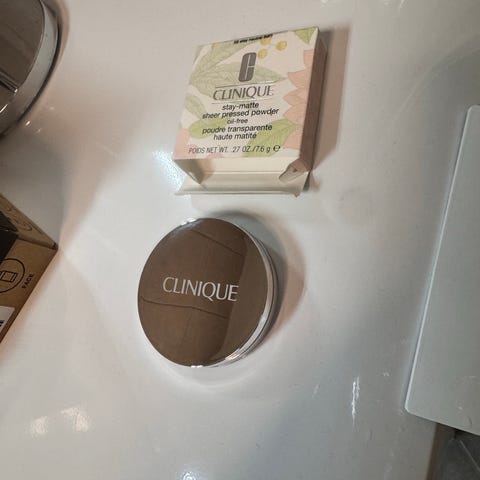 C
CLINIQUE
stay-matte
sheer pressed powder
oil-free
poudre transparente
haute matité
POIDS NET WT. .27 OZ./7.6 g e
CLINIQUE
FACE